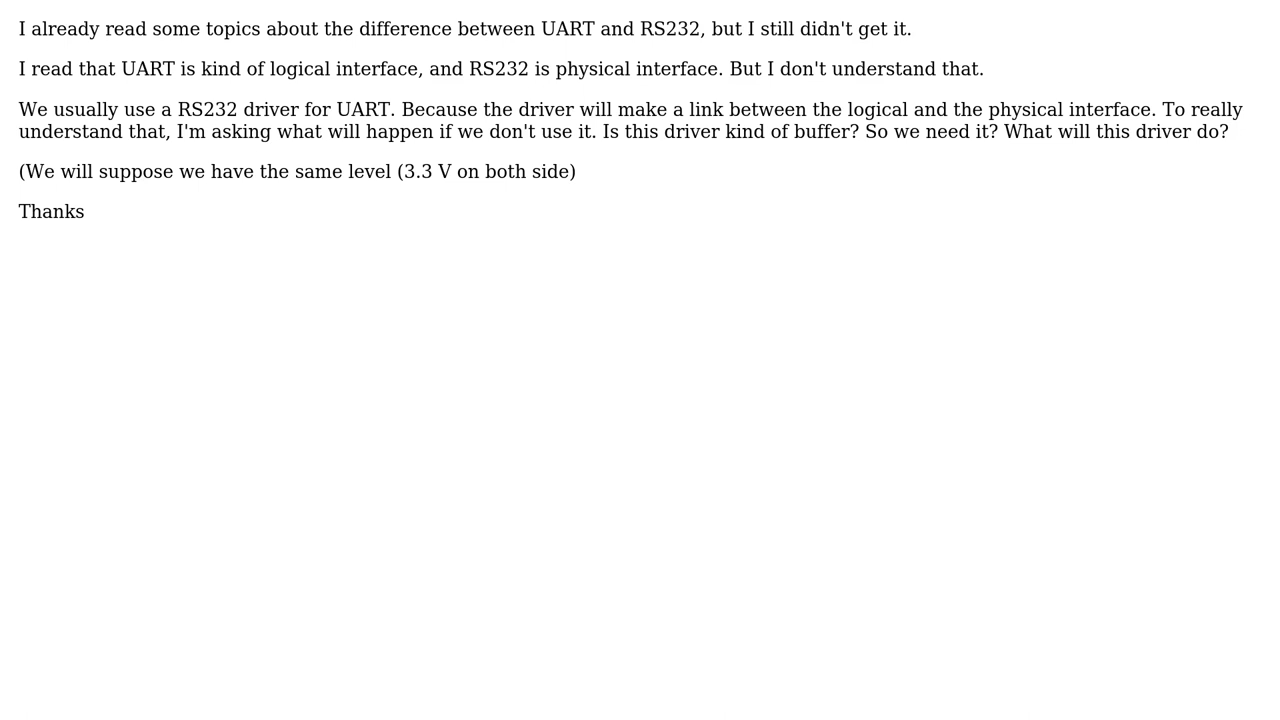 I already read some topics about the difference between UART and RS232, but I still didn't get it.
I read that UART is kind of logical interface, and RS232 is physical interface. But I don't understand that.
We usually use a RS232 driver for UART. Because the driver will make a link between the logical and the physical interface. To really
understand that, I'm asking what will happen if we don't use it. Is this driver kind of buffer? So we need it? What will this driver do?
(We will suppose we have the same level (3.3 V on both side)
Thanks